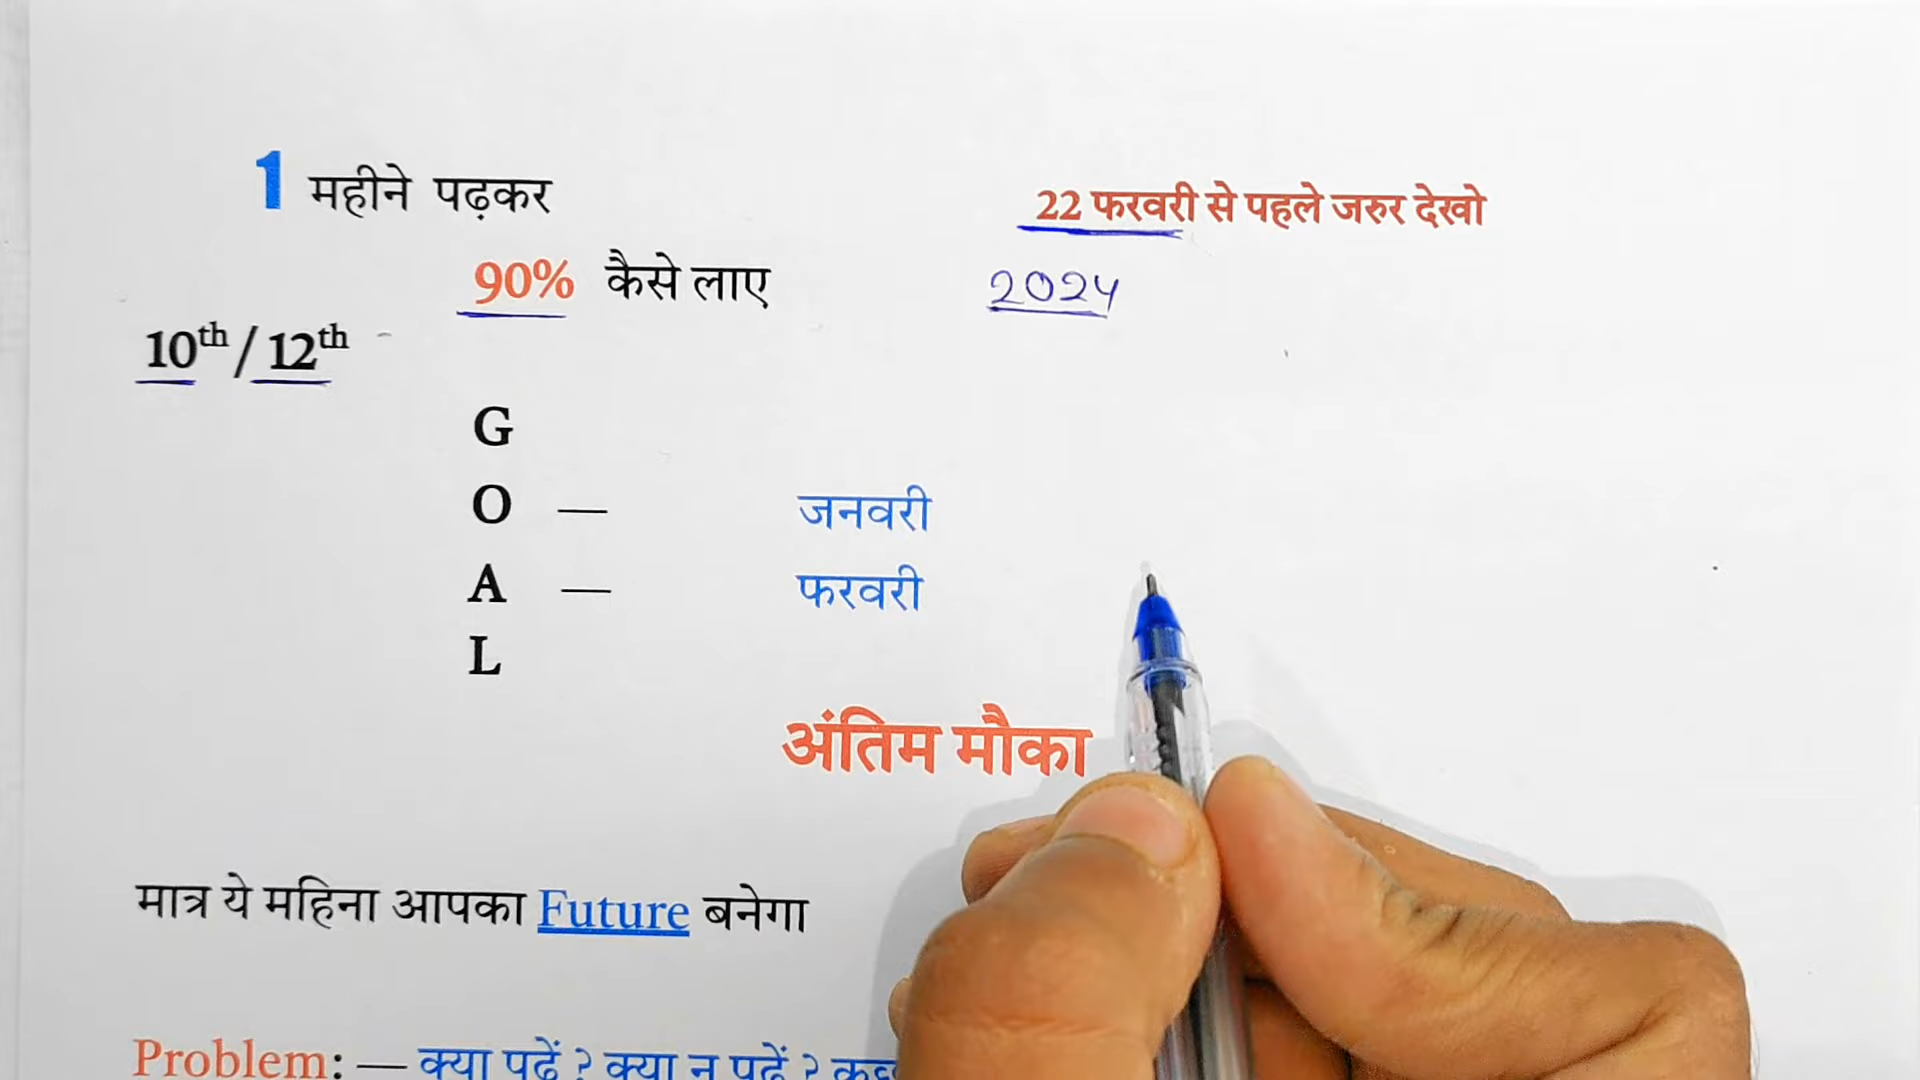 1 महीने पढ़कर
22 फरवरी से पहले जरुर देखो
90% कैसे लाए
2024
10th / 12th
G
O — जनवरी
A — फरवरी
L
अंतिम मौका
मात्र ये महिना आपका Future बनेगा
Problem: — क्या पढ़ें ? क्या न पढ़ें ?